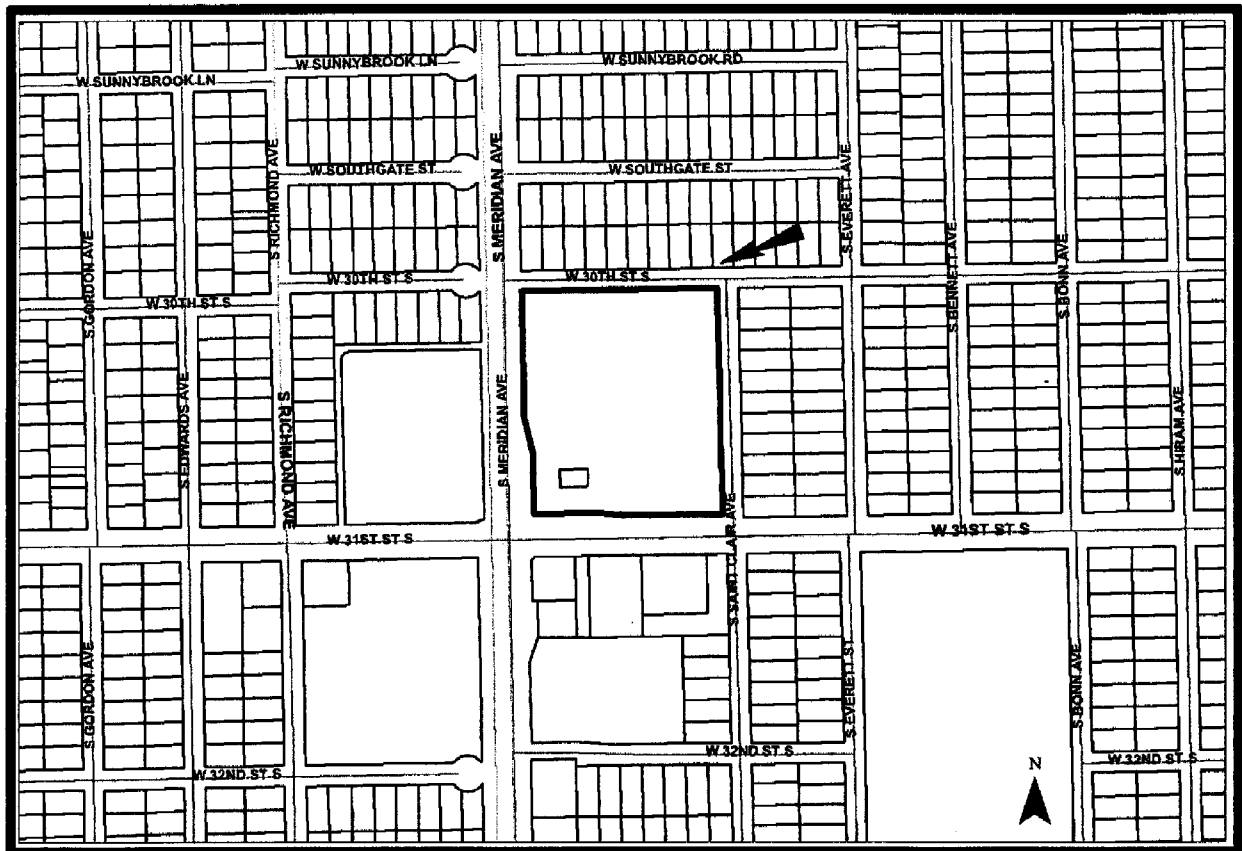 W SUNNYBROOK LN
W SUNNYBROOK LN
W SUNNYBROOK RD
S RICHMOND AVE
S MERIDIAN AVE
W SOUTHGATE ST
W SOUTHGATE ST
S EVERETT AVE
S GORDON AVE
S BENNETT AVE
S BONN AVE
W 30TH ST S
W 30TH ST S
W 30TH ST S
S EDWARDS AVE
S RICHMOND AVE
S MERIDIAN AVE
S HIRAM AVE
W 31ST ST S
W 31ST ST S
S SAINT CLAIR AVE
S GORDON AVE
S EVERETT ST
S BONN AVE
W 32ND ST S
W 32ND ST S
W 32ND ST S
N